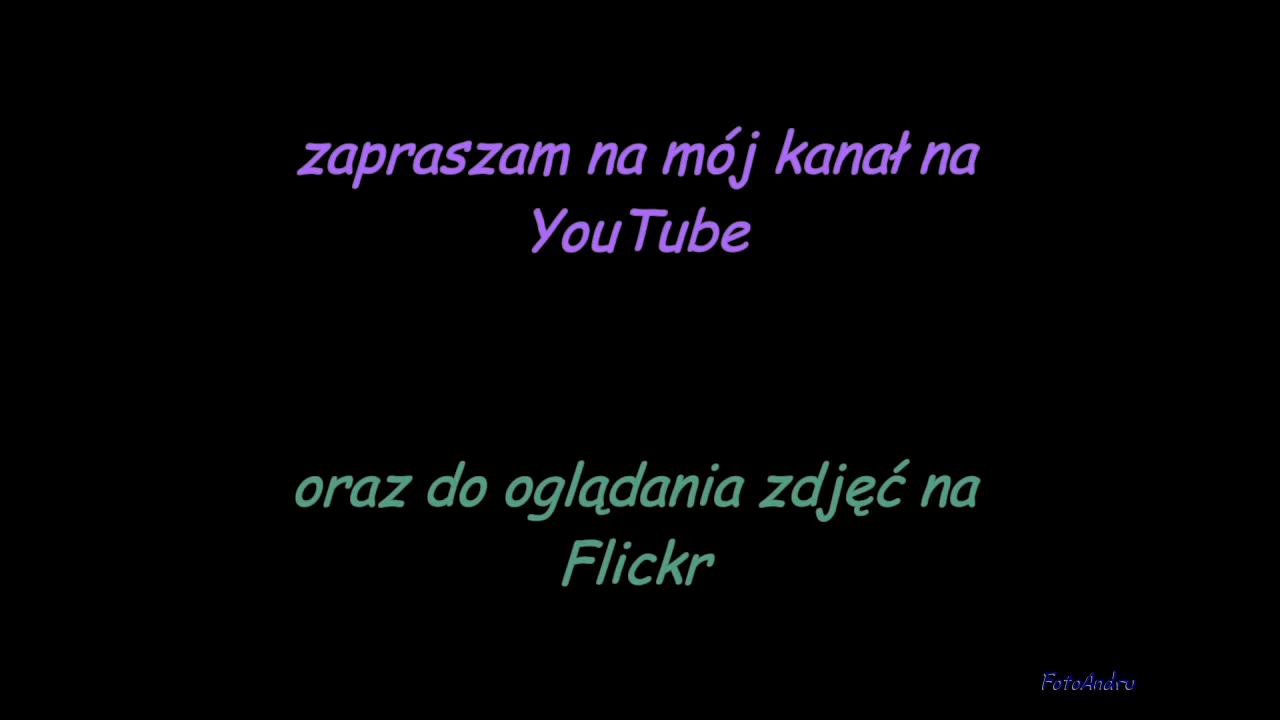 zapraszam na mój kanał na
YouTube
oraz do oglądania zdjęć na
Flickr
FotoAndru